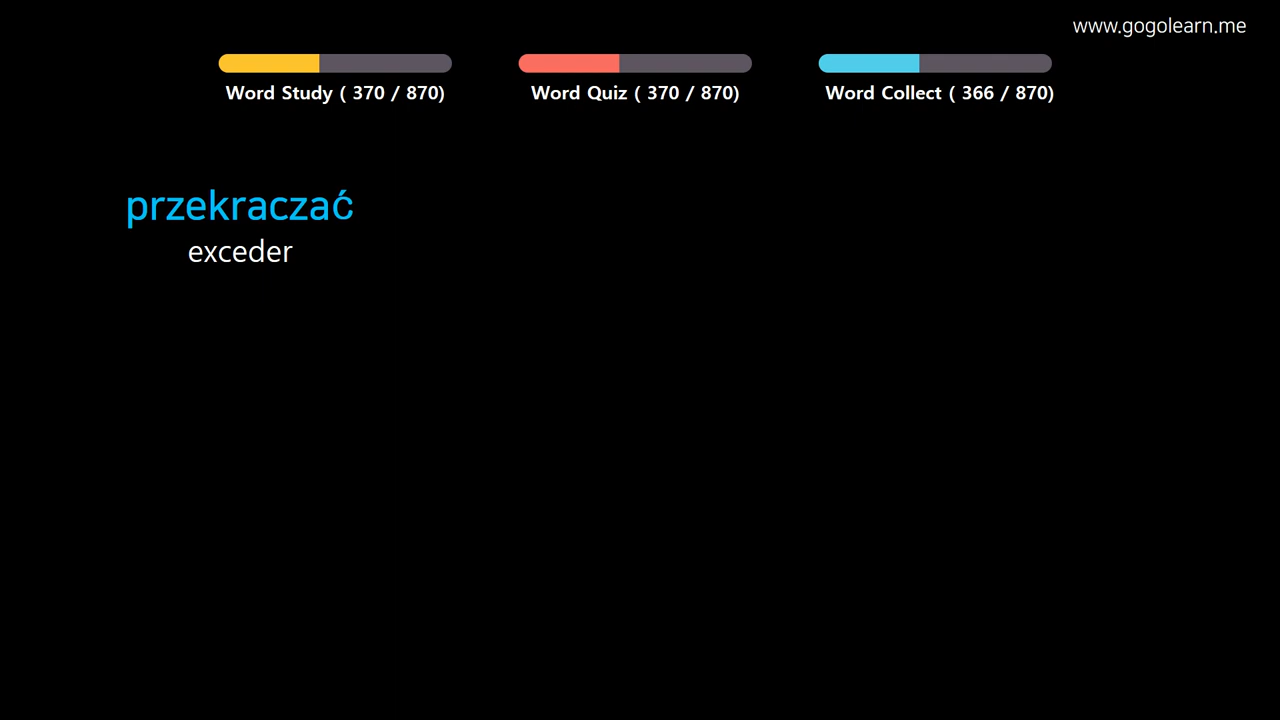 www.gogolearn.me
Word Study ( 370 / 870)
Word Quiz ( 370 / 870)
Word Collect ( 366 / 870)
przekraczać
exceder